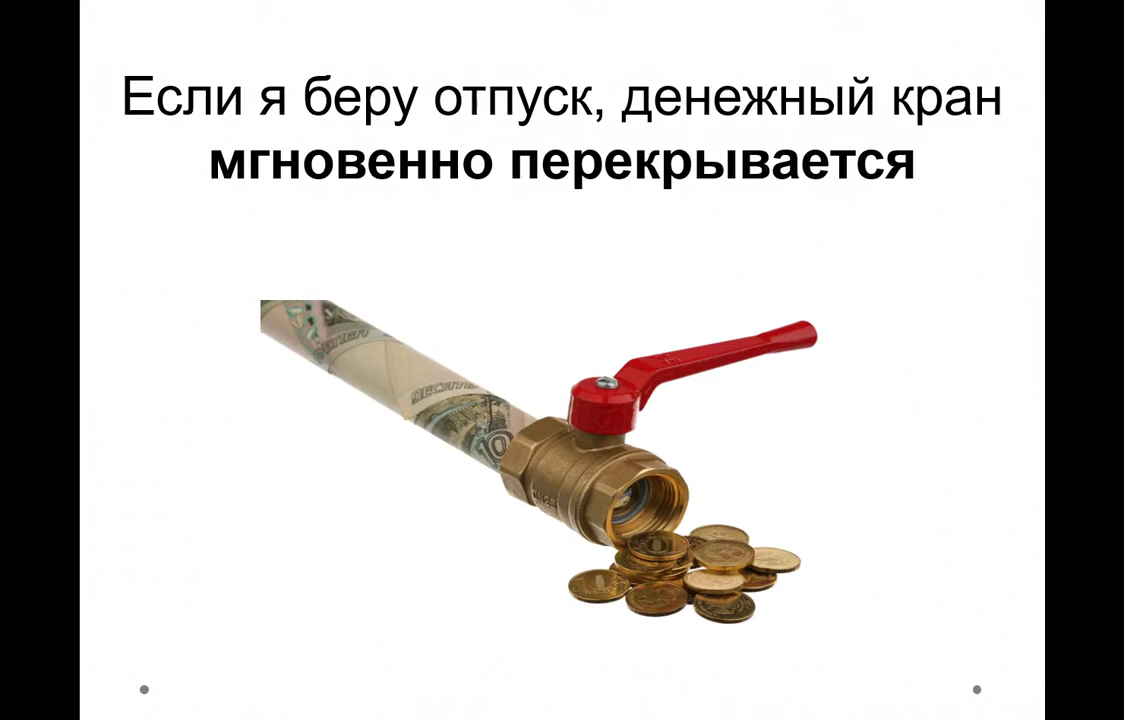 Если я беру отпуск, денежный кран
мгновенно перекрывается